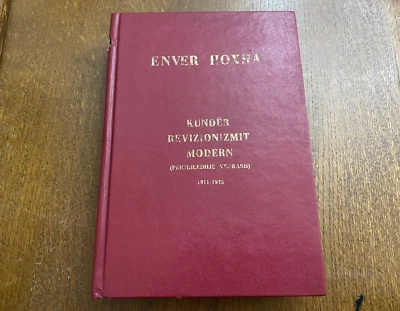 ENVER HOXHA
KUNDËR
REVIZIONIZMIT
MODERN
(PËRMBLEDHJE VEPRASH)
1971-1975